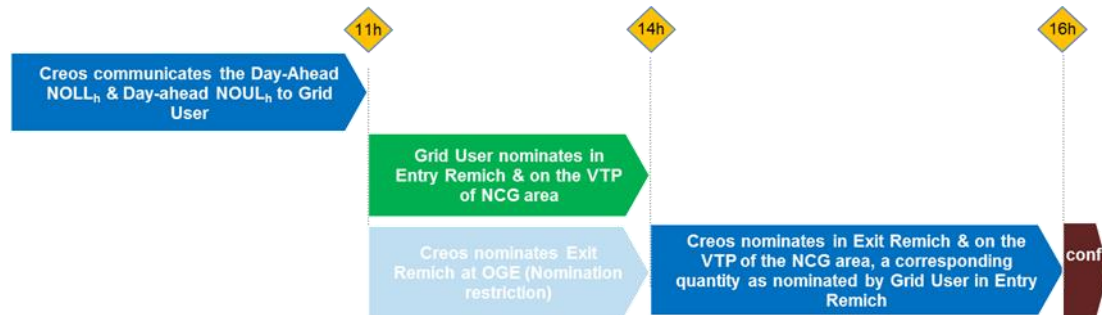 11h
14h
16h
Creos communicates the Day-Ahead
NOLLh & Day-ahead NOULh to Grid
User
Grid User nominates in
Entry Remich & on the VTP
of NCG area
Creos nominates Exit
Remich at OGE (Nomination
restriction)
Creos nominates in Exit Remich & on the
VTP of the NCG area, a corresponding
quantity as nominated by Grid User in Entry
Remich
conf